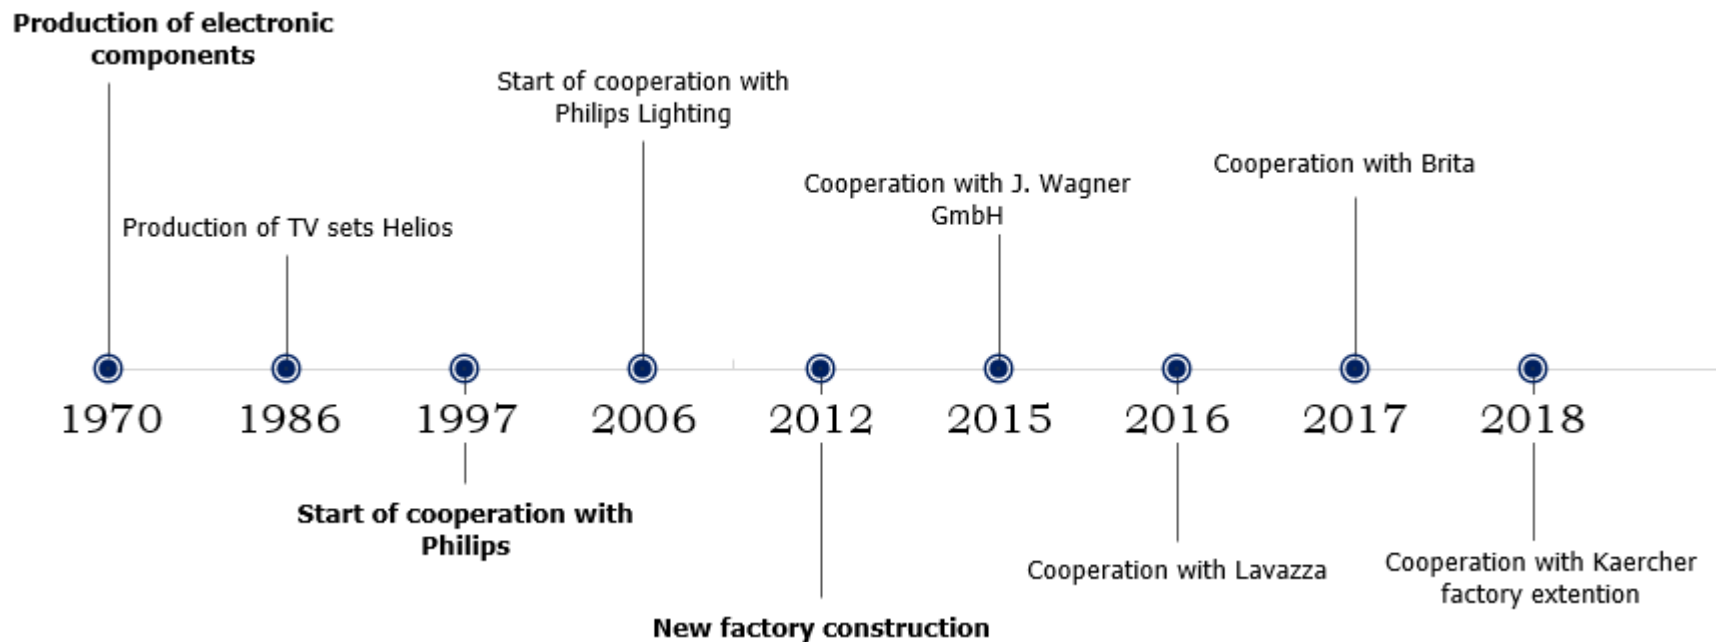 Production of electronic
components
Start of cooperation with
Philips Lighting
Cooperation with Brita
Cooperation with J. Wagner
GmbH
Production of TV sets Helios
1970
1986
1997
2006
2012
2015
2016
2017
2018
Start of cooperation with
Philips
Cooperation with Lavazza
Cooperation with Kaercher
factory extention
New factory construction